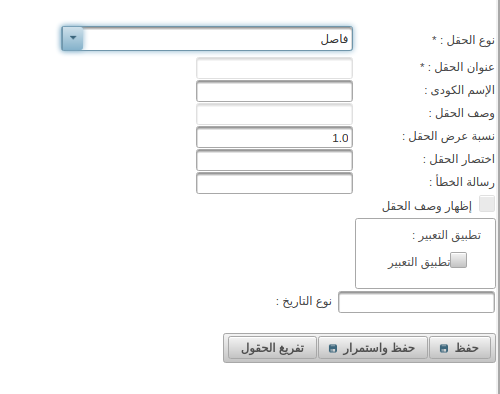 نوع الحقل : * فاصل
عنوان الحقل : *
الإسم الكودى :
وصف الحقل :
نسبة عرض الحقل : 1.0
اختصار الحقل :
رسالة الخطأ :
إظهار وصف الحقل
تطبيق التعبير :
تطبيق التعبير
نوع التاريخ :
حفظ حفظ واستمرار تفريغ الحقول